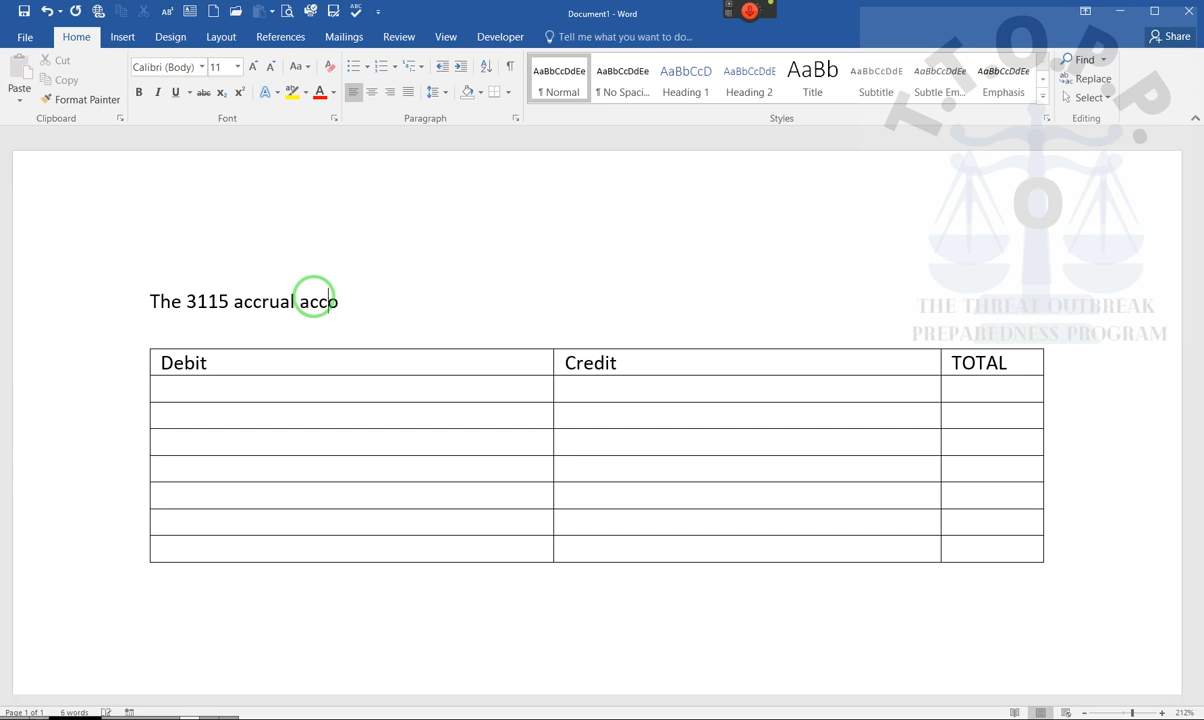 Document1 - Word
File Home Insert Design Layout References Mailings Review View Developer Tell me what you want to do... Share
Paste
Cut
Copy
Format Painter
Clipboard
Calibri (Body) 11
Font
Paragraph
AaBbCcDdEe AaBbCcDdEe AaBbCcD AaBbCcDdE AaBb AaBbCcDdE AaBbCcDdEe AaBbCcDdEe
¶ Normal ¶ No Spaci... Heading 1 Heading 2 Title Subtitle Subtle Em... Emphasis
Styles
Find
Replace
Select
Editing
T.T.O.P.P.
THE THREAT OUTBREAK
PREPAREDNESS PROGRAM
The 3115 accrual acco
Debit Credit TOTAL
Page 1 of 1 6 words 212%